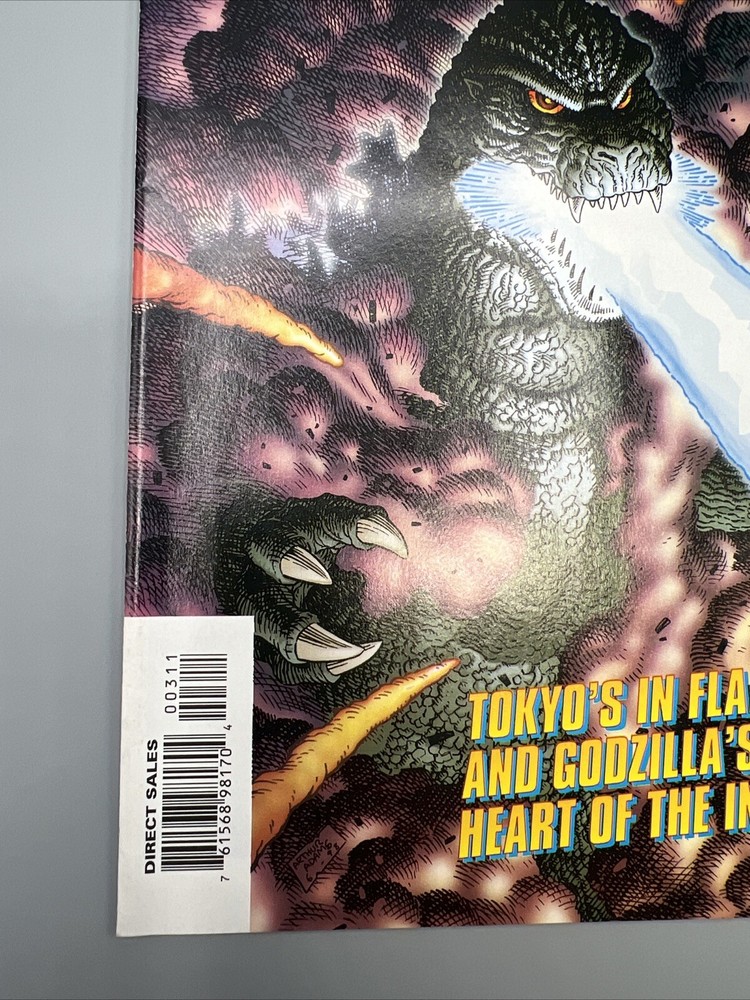 TOKYO'S IN FLA
AND GODZILLA'S
HEART OF THE IN
00311
DIRECT SALES
7 61568 98170 4